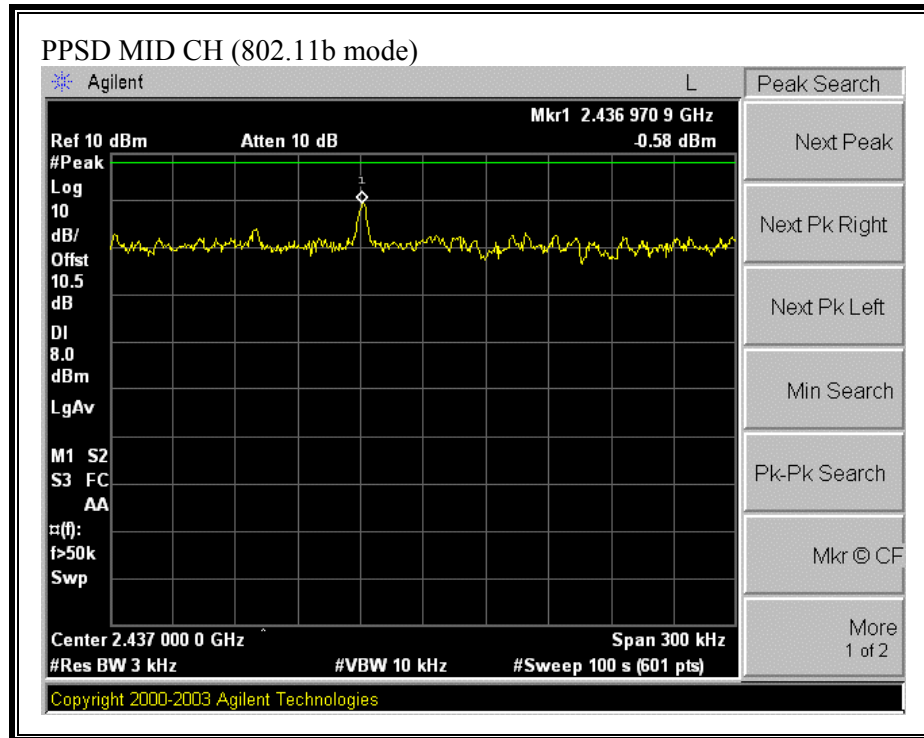 PPSD MID CH (802.11b mode)
Agilent
L
Peak Search
Mkr1 2.436 970 9 GHz
Ref 10 dBm Atten 10 dB -0.58 dBm
#Peak
Log
10
dB/
Offst
10.5
dB
DI
8.0
dBm
LgAv
M1 S2
S3 FC
AA
¤(f):
f>50k
Swp
1
Center 2.437 000 0 GHz Span 300 kHz
#Res BW 3 kHz #VBW 10 kHz #Sweep 100 s (601 pts)
Copyright 2000-2003 Agilent Technologies
Next Peak
Next Pk Right
Next Pk Left
Min Search
Pk-Pk Search
Mkr © CF
More
1 of 2